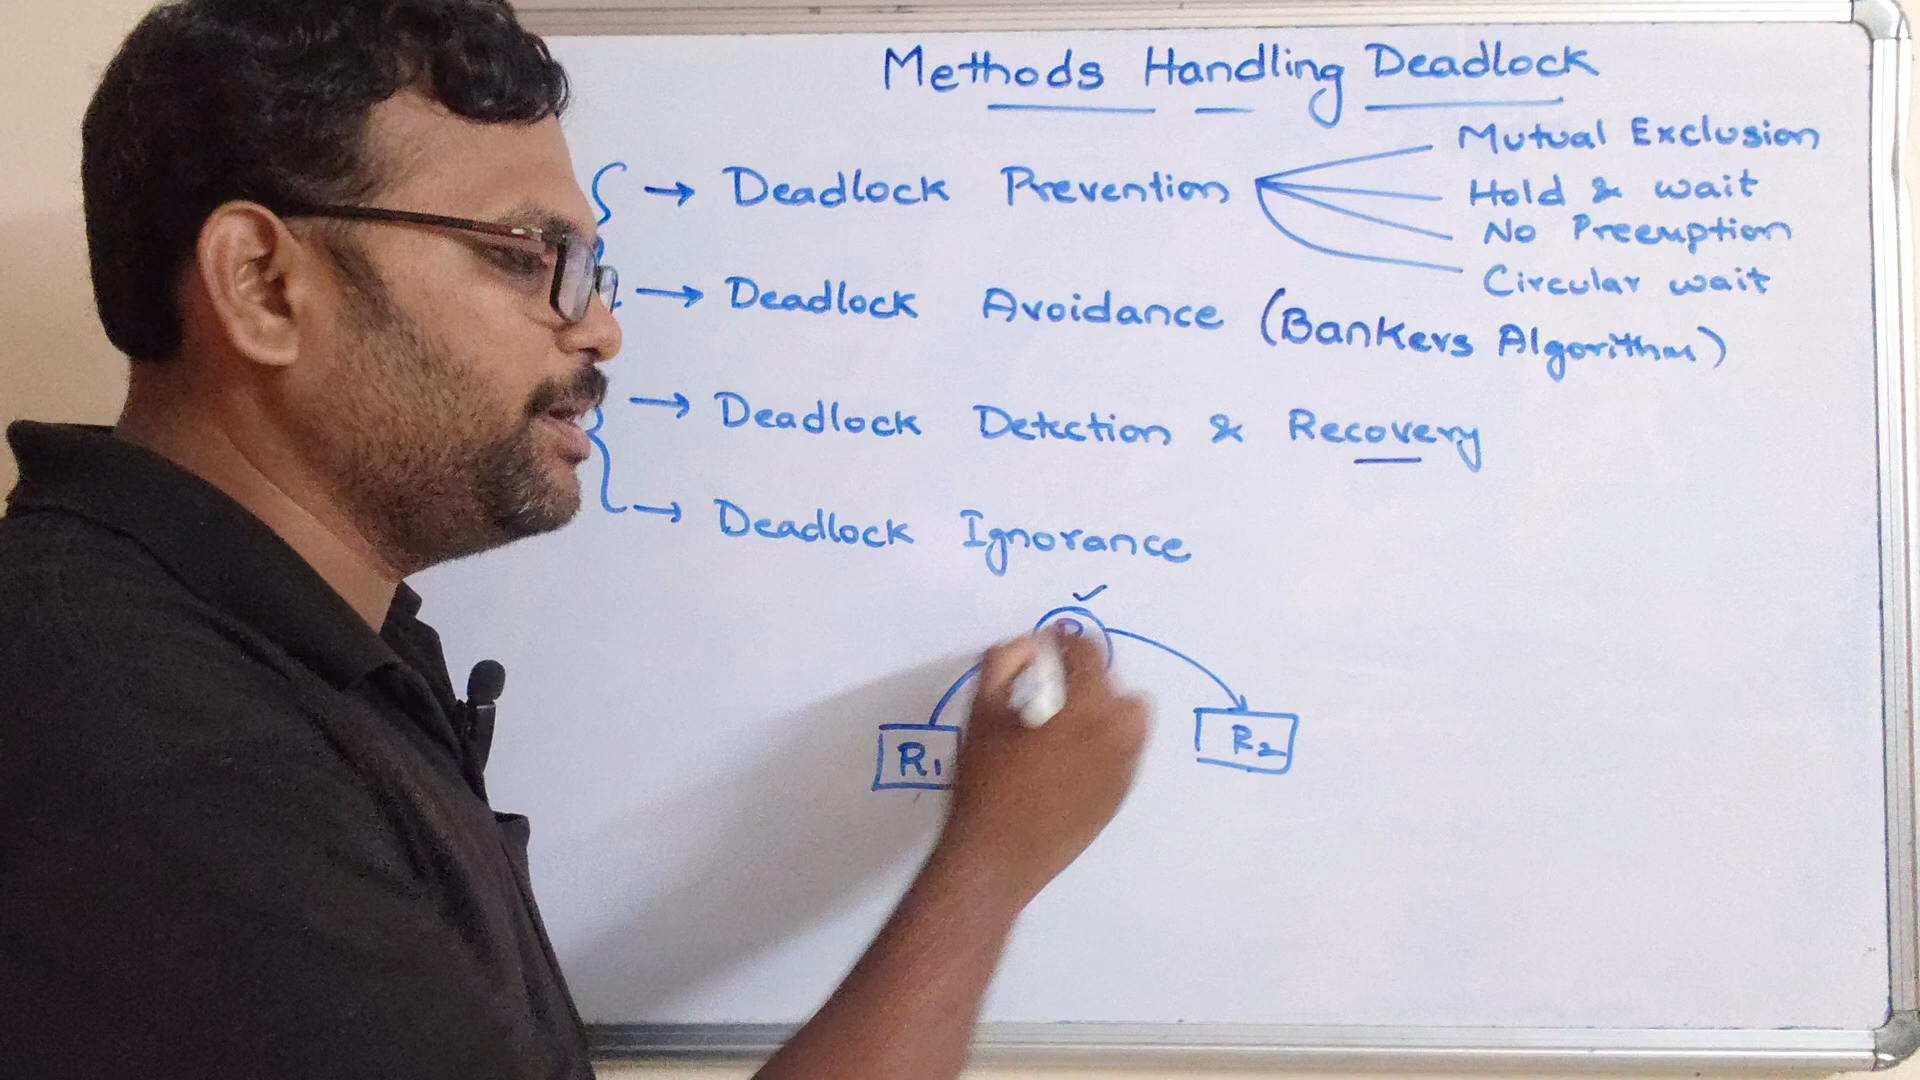 Methods Handling Deadlock
→ Deadlock Prevention
Mutual Exclusion
Hold & wait
No Preemption
Circular wait
→ Deadlock Avoidance (Bankers Algorithm)
→ Deadlock Detection & Recovery
→ Deadlock Ignorance
R1
R2